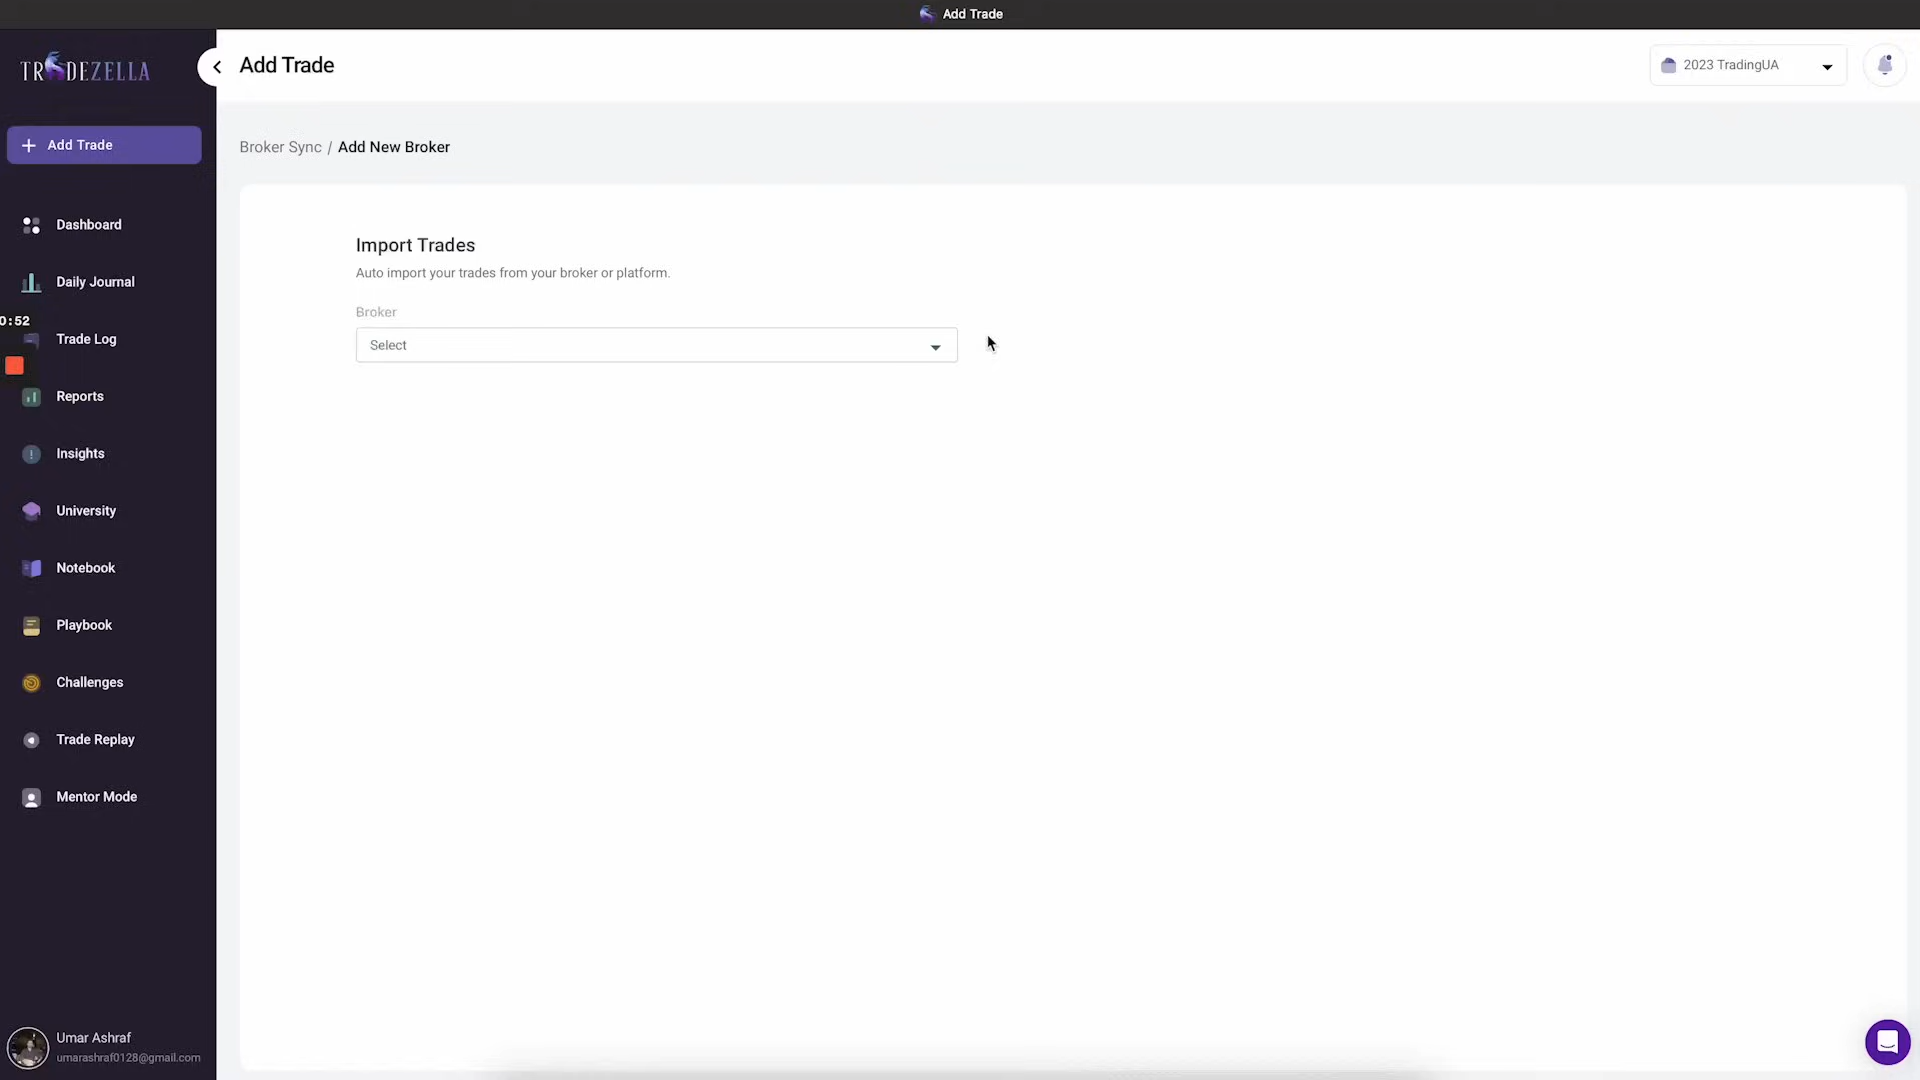 Add Trade
TRADEZELLA
Add Trade
2023 TradingUA
Add Trade
Broker Sync / Add New Broker
Dashboard
Import Trades
Auto import your trades from your broker or platform.
Daily Journal
Broker
0:52
Trade Log
Select
Reports
Insights
University
Notebook
Playbook
Challenges
Trade Replay
Mentor Mode
Umar Ashraf
umarashraf0128@gmail.com